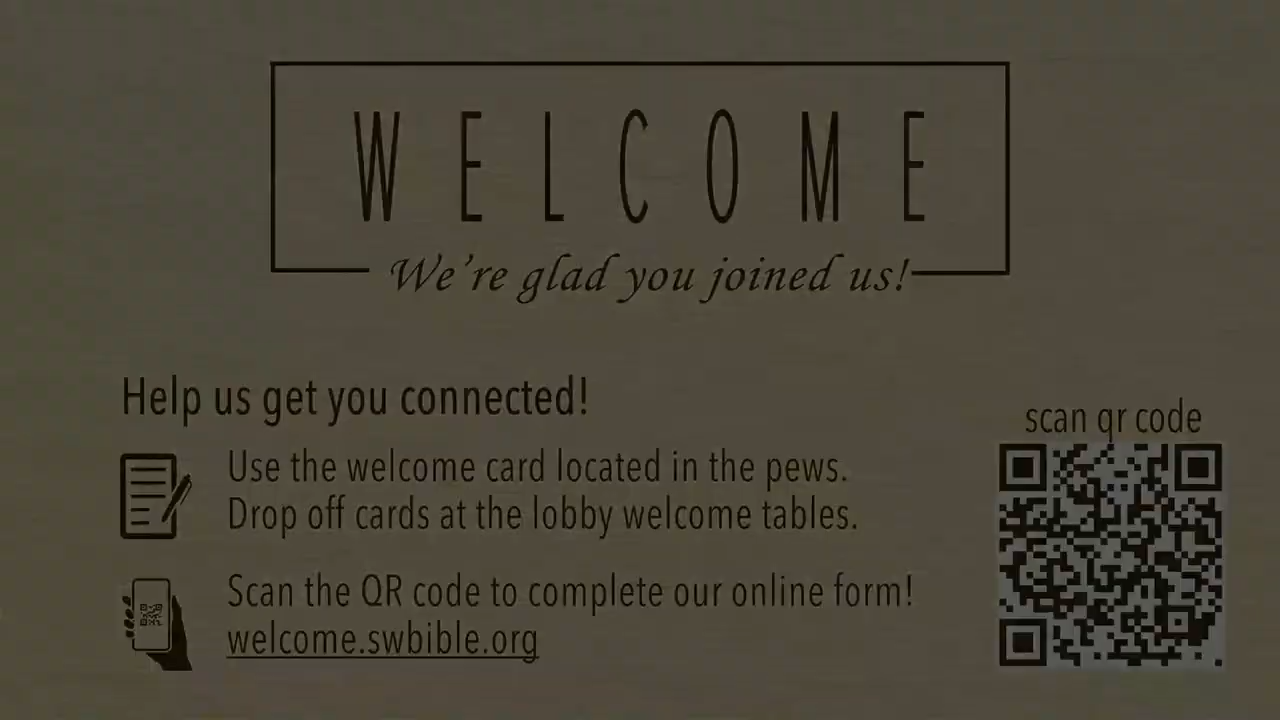 WELCOME
We're glad you joined us!
Help us get you connected!
Use the welcome card located in the pews.
Drop off cards at the lobby welcome tables.
Scan the QR code to complete our online form!
welcome.swbible.org
scan qr code